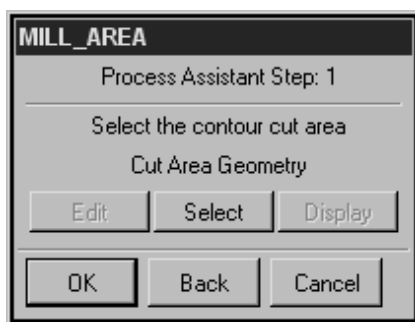 MILL_AREA
Process Assistant Step: 1
Select the contour cut area
Cut Area Geometry
Edit Select Display
OK Back Cancel